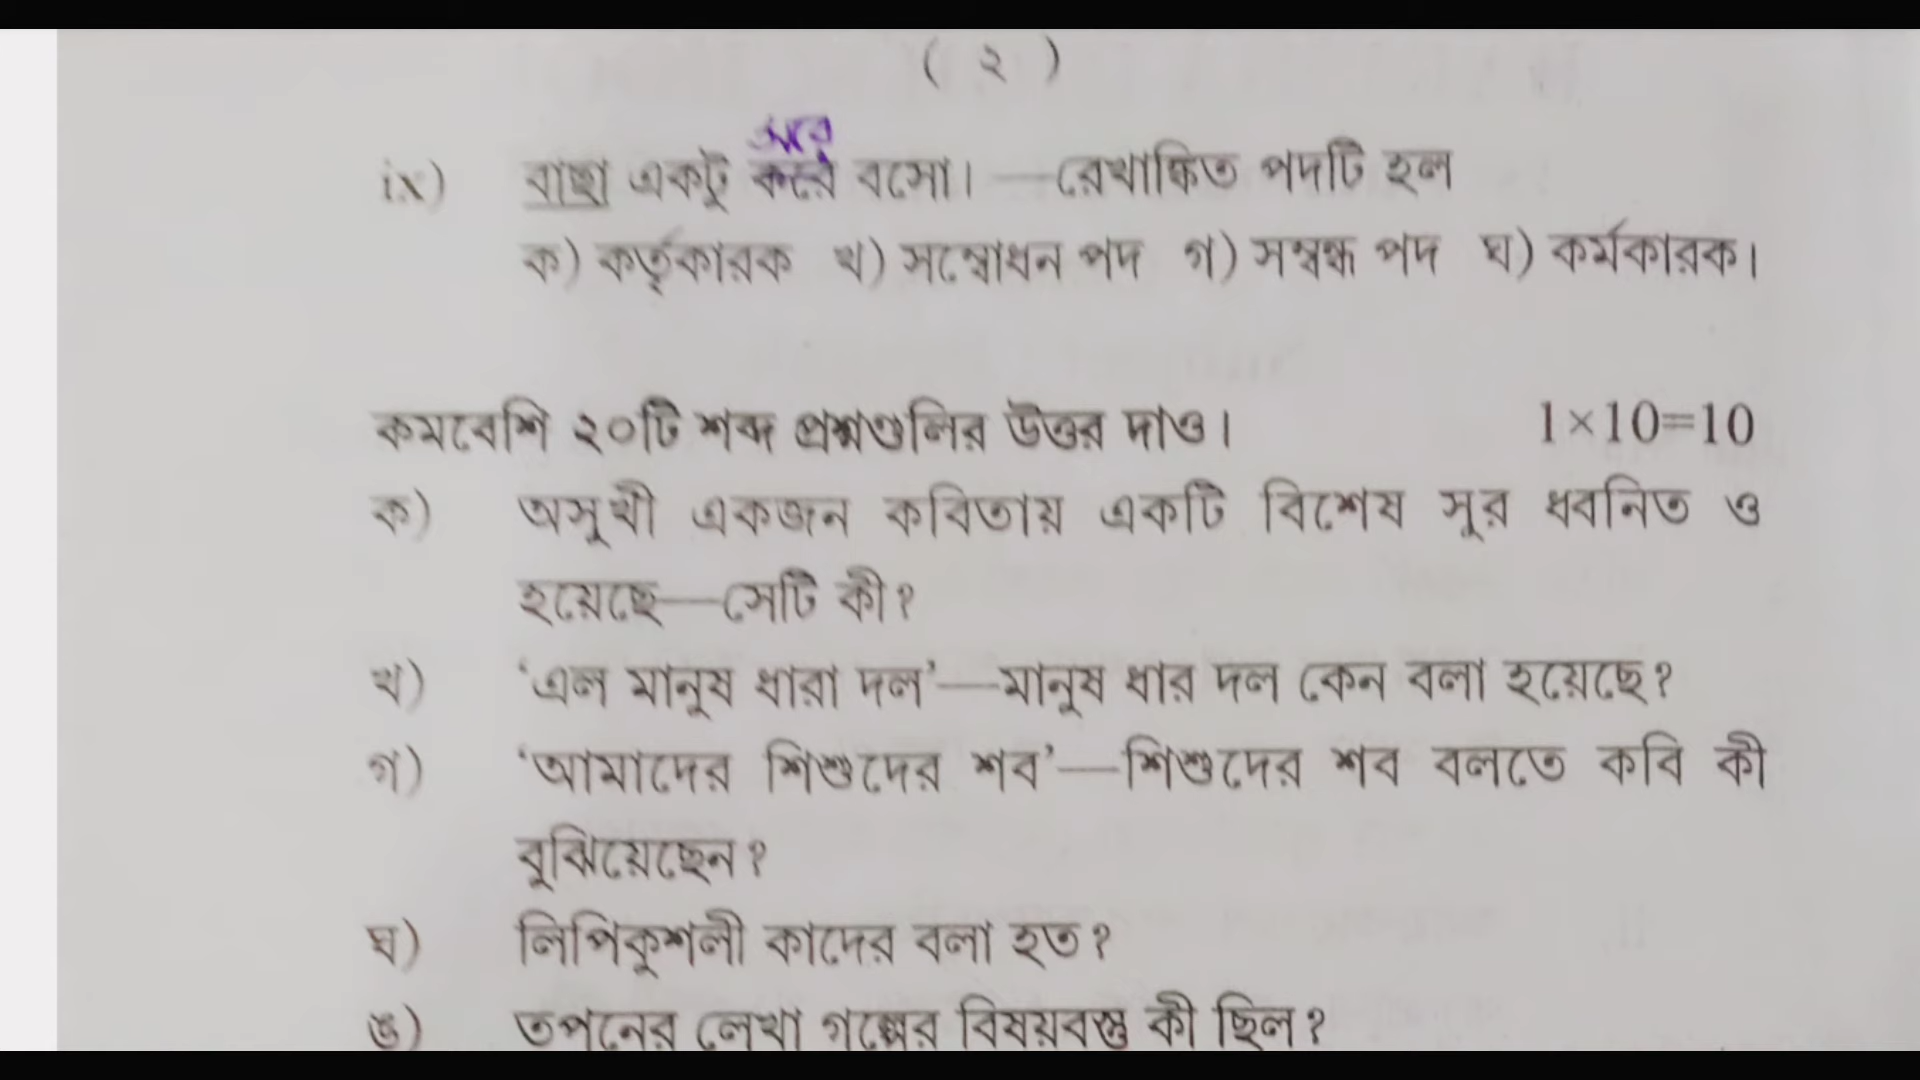 ( ২ )
সরে
ix) বাছা একটু করে বসো। —রেখাঙ্কিত পদটি হল
ক) কর্তৃকারক খ) সম্বোধন পদ গ) সম্বন্ধ পদ ঘ) কর্মকারক।
কমবেশি ২০টি শব্দ প্রশ্নগুলির উত্তর দাও। 1×10=10
ক) অসুখী একজন কবিতায় একটি বিশেষ সুর ধ্বনিত ও
হয়েছে—সেটি কী?
খ) ‘এল মানুষ ধারা দল’—মানুষ ধার দল কেন বলা হয়েছে?
গ) ‘আমাদের শিশুদের শব’—শিশুদের শব বলতে কবি কী
বুঝিয়েছেন?
ঘ) লিপিকুশলী কাদের বলা হত?
ঙ) তপনের লেখা গল্পের বিষয়বস্তু কী ছিল?